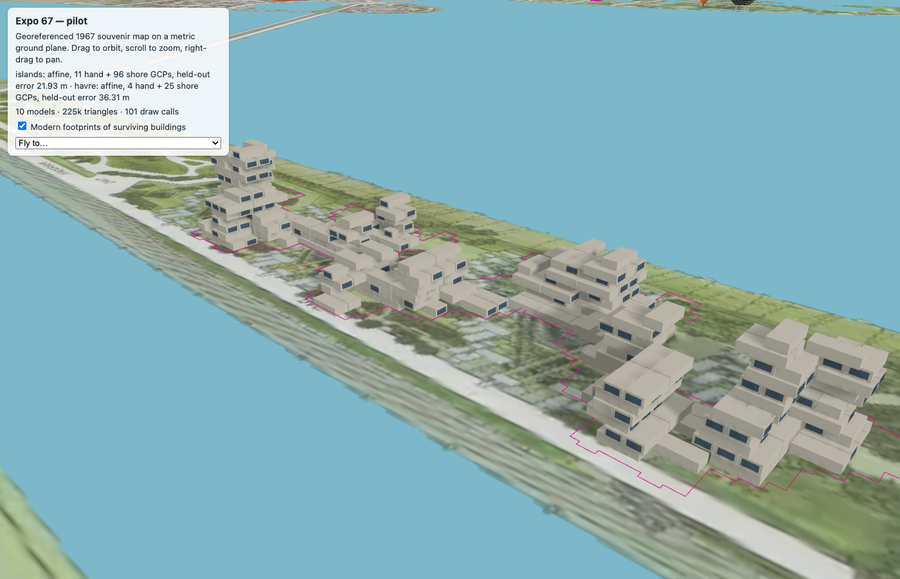 Expo 67 — pilot
Georeferenced 1967 souvenir map on a metric
ground plane. Drag to orbit, scroll to zoom, right-
drag to pan.
islands: affine, 11 hand + 96 shore GCPs, held-out
error 21.93 m · havre: affine, 4 hand + 25 shore
GCPs, held-out error 36.31 m
10 models · 225k triangles · 101 draw calls
Modern footprints of surviving buildings
Fly to...